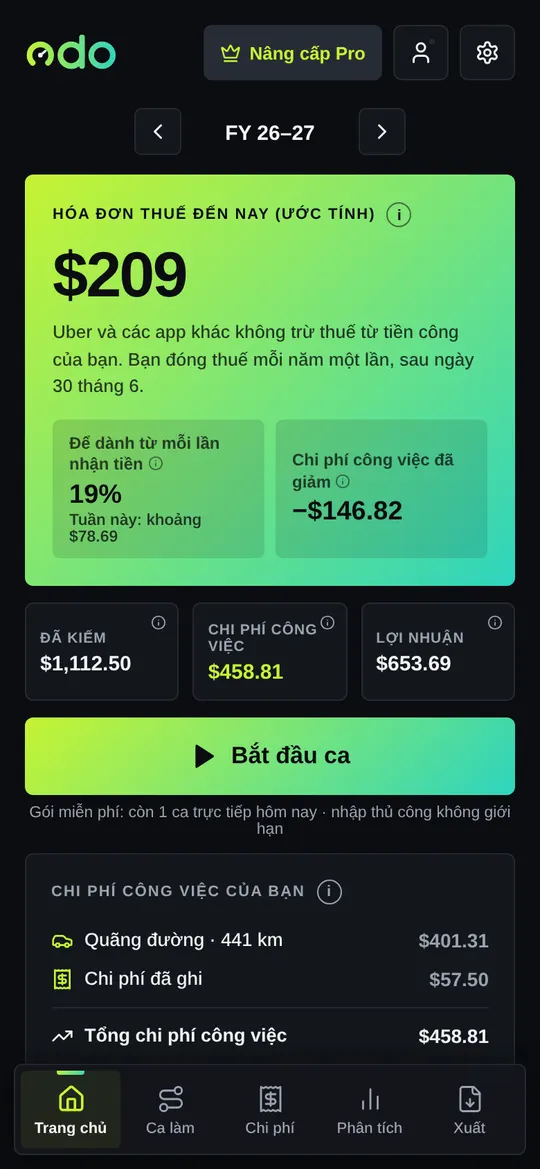 odo
Nâng cấp Pro
FY 26–27
HÓA ĐƠN THUẾ ĐẾN NAY (ƯỚC TÍNH)
$209
Uber và các app khác không trừ thuế từ tiền công
của bạn. Bạn đóng thuế mỗi năm một lần, sau ngày
30 tháng 6.
Để dành từ mỗi lần
nhận tiền
19%
Tuần này: khoảng
$78.69
Chi phí công việc đã
giảm
−$146.82
ĐÃ KIẾM
$1,112.50
CHI PHÍ CÔNG
VIỆC
$458.81
LỢI NHUẬN
$653.69
Bắt đầu ca
Gói miễn phí: còn 1 ca trực tiếp hôm nay · nhập thủ công không giới
hạn
CHI PHÍ CÔNG VIỆC CỦA BẠN
Quãng đường · 441 km $401.31
Chi phí đã ghi $57.50
Tổng chi phí công việc $458.81
Trang chủ
Ca làm
Chi phí
Phân tích
Xuất